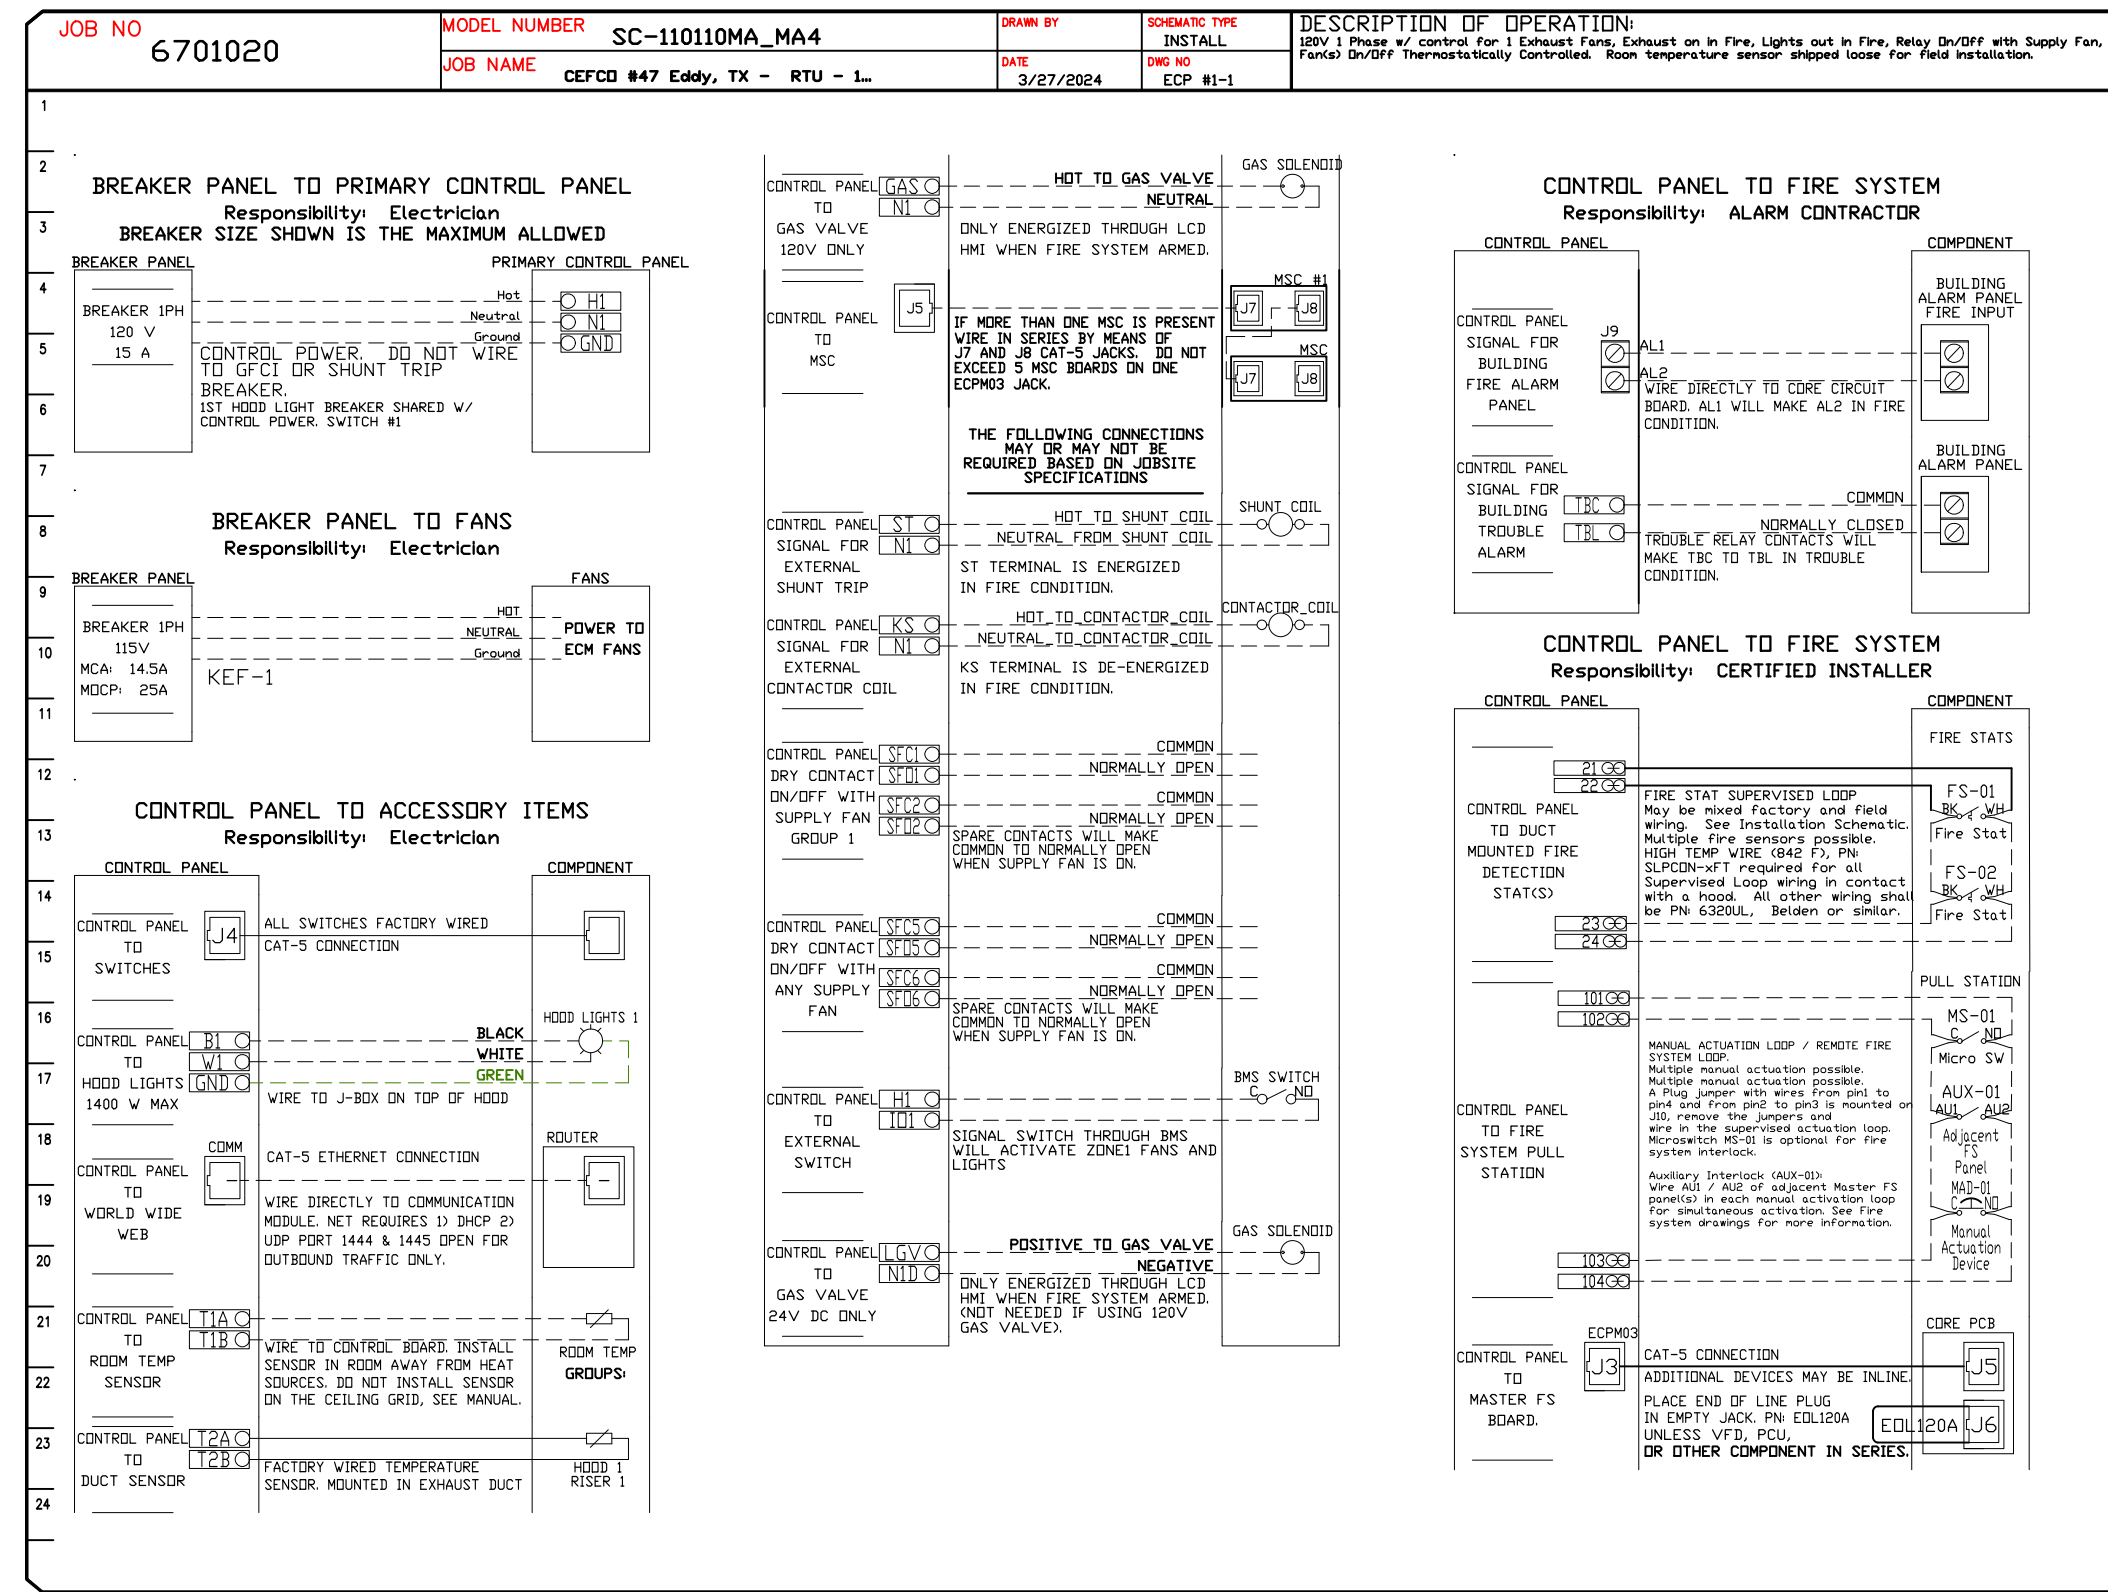 JOB NO
6701020
MODEL NUMBER
SC-110110MA_MA4
JOB NAME
CEFCO #47 Eddy, TX - RTU - 1...
DRAWN BY
SCHEMATIC TYPE
INSTALL
DATE
3/27/2024
DWG NO
ECP #1-1
DESCRIPTION OF OPERATION:
120V 1 Phase w/ control for 1 Exhaust Fans, Exhaust on in Fire, Lights out in Fire, Relay On/Off with Supply Fan,
Fan(s) On/Off Thermostatically Controlled. Room temperature sensor shipped loose for field installation.
1
2
3
4
5
6
7
8
9
10
11
12
13
14
15
16
17
18
19
20
21
22
23
24
BREAKER PANEL TO PRIMARY CONTROL PANEL
Responsibility: Electrician
BREAKER SIZE SHOWN IS THE MAXIMUM ALLOWED
BREAKER PANEL
PRIMARY CONTROL PANEL
BREAKER 1PH
120 V
15 A
Hot
H1
Neutral
N1
Ground
GND
CONTROL POWER. DO NOT WIRE
TO GFCI OR SHUNT TRIP
BREAKER.
1ST HOOD LIGHT BREAKER SHARED W/
CONTROL POWER. SWITCH #1
BREAKER PANEL TO FANS
Responsibility: Electrician
BREAKER PANEL
FANS
BREAKER 1PH
115V
MCA: 14.5A
MOCP: 25A
HOT
NEUTRAL
Ground
POWER TO
ECM FANS
KEF-1
CONTROL PANEL TO ACCESSORY ITEMS
Responsibility: Electrician
CONTROL PANEL
COMPONENT
CONTROL PANEL
TO
SWITCHES
J4
ALL SWITCHES FACTORY WIRED
CAT-5 CONNECTION
CONTROL PANEL
TO
HOOD LIGHTS
1400 W MAX
B1
W1
GND
BLACK
WHITE
GREEN
HOOD LIGHTS 1
WIRE TO J-BOX ON TOP OF HOOD
CONTROL PANEL
TO
WORLD WIDE
WEB
COMM
CAT-5 ETHERNET CONNECTION
ROUTER
WIRE DIRECTLY TO COMMUNICATION
MODULE. NET REQUIRES 1) DHCP 2)
UDP PORT 1444 & 1445 OPEN FOR
OUTBOUND TRAFFIC ONLY.
CONTROL PANEL
TO
ROOM TEMP
SENSOR
T1A
T1B
WIRE TO CONTROL BOARD. INSTALL
SENSOR IN ROOM AWAY FROM HEAT
SOURCES. DO NOT INSTALL SENSOR
ON THE CEILING GRID, SEE MANUAL.
ROOM TEMP
GROUPS:
CONTROL PANEL
TO
DUCT SENSOR
T2A
T2B
FACTORY WIRED TEMPERATURE
SENSOR. MOUNTED IN EXHAUST DUCT
HOOD 1
RISER 1
CONTROL PANEL
TO
GAS VALVE
120V ONLY
GAS
N1
HOT TO GAS VALVE
NEUTRAL
GAS SOLENOID
ONLY ENERGIZED THROUGH LCD
HMI WHEN FIRE SYSTEM ARMED.
CONTROL PANEL
TO
MSC
J5
MSC #1
J7
J8
IF MORE THAN ONE MSC IS PRESENT
WIRE IN SERIES BY MEANS OF
J7 AND J8 CAT-5 JACKS. DO NOT
EXCEED 5 MSC BOARDS ON ONE
ECPM03 JACK.
MSC
J7
J8
THE FOLLOWING CONNECTIONS
MAY OR MAY NOT BE
REQUIRED BASED ON JOBSITE
SPECIFICATIONS
CONTROL PANEL
SIGNAL FOR
EXTERNAL
SHUNT TRIP
ST
N1
HOT TO SHUNT COIL
NEUTRAL FROM SHUNT COIL
SHUNT COIL
ST TERMINAL IS ENERGIZED
IN FIRE CONDITION.
CONTROL PANEL
SIGNAL FOR
EXTERNAL
CONTACTOR COIL
KS
N1
HOT_TO_CONTACTOR_COIL
NEUTRAL_TO_CONTACTOR_COIL
CONTACTOR_COIL
KS TERMINAL IS DE-ENERGIZED
IN FIRE CONDITION.
CONTROL PANEL
DRY CONTACT
ON/OFF WITH
SUPPLY FAN
GROUP 1
SFC1
SFO1
SFC2
SFO2
COMMON
NORMALLY OPEN
COMMON
NORMALLY OPEN
SPARE CONTACTS WILL MAKE
COMMON TO NORMALLY OPEN
WHEN SUPPLY FAN IS ON.
CONTROL PANEL
DRY CONTACT
ON/OFF WITH
ANY SUPPLY
FAN
SFC5
SFO5
SFC6
SFO6
COMMON
NORMALLY OPEN
COMMON
NORMALLY OPEN
SPARE CONTACTS WILL MAKE
COMMON TO NORMALLY OPEN
WHEN SUPPLY FAN IS ON.
CONTROL PANEL
TO
EXTERNAL
SWITCH
H1
IO1
BMS SWITCH
C
NO
SIGNAL SWITCH THROUGH BMS
WILL ACTIVATE ZONE1 FANS AND
LIGHTS
CONTROL PANEL
TO
GAS VALVE
24V DC ONLY
LGV
N1D
POSITIVE TO GAS VALVE
NEGATIVE
GAS SOLENOID
ONLY ENERGIZED THROUGH LCD
HMI WHEN FIRE SYSTEM ARMED.
(NOT NEEDED IF USING 120V
GAS VALVE).
CONTROL PANEL TO FIRE SYSTEM
Responsibility: ALARM CONTRACTOR
CONTROL PANEL
COMPONENT
CONTROL PANEL
SIGNAL FOR
BUILDING
FIRE ALARM
PANEL
J9
AL1
AL2
BUILDING
ALARM PANEL
FIRE INPUT
WIRE DIRECTLY TO CORE CIRCUIT
BOARD. AL1 WILL MAKE AL2 IN FIRE
CONDITION.
CONTROL PANEL
SIGNAL FOR
BUILDING
TROUBLE
ALARM
TBC
TBL
COMMON
NORMALLY CLOSED
BUILDING
ALARM PANEL
TROUBLE RELAY CONTACTS WILL
MAKE TBC TO TBL IN TROUBLE
CONDITION.
CONTROL PANEL TO FIRE SYSTEM
Responsibility: CERTIFIED INSTALLER
CONTROL PANEL
COMPONENT
FIRE STATS
CONTROL PANEL
TO DUCT
MOUNTED FIRE
DETECTION
STAT(S)
21
22
23
24
FIRE STAT SUPERVISED LOOP
May be mixed factory and field
wiring. See Installation Schematic.
Multiple fire sensors possible.
HIGH TEMP WIRE (842 F), PN:
SLPCON-xFT required for all
Supervised Loop wiring in contact
with a hood. All other wiring shall
be PN: 6320UL, Belden or similar.
FS-01
BK WH
Fire Stat
FS-02
BK WH
Fire Stat
PULL STATION
CONTROL PANEL
TO FIRE
SYSTEM PULL
STATION
101
102
103
104
MANUAL ACTUATION LOOP / REMOTE FIRE
SYSTEM LOOP.
Multiple manual actuation possible.
Multiple manual actuation possible.
A Plug jumper with wires from pin1 to
pin4 and from pin2 to pin3 is mounted on
J10, remove the jumpers and
wire in the supervised actuation loop.
Microswitch MS-01 is optional for fire
system interlock.
Auxiliary Interlock (AUX-01):
Wire AU1 / AU2 of adjacent Master FS
panel(s) in each manual activation loop
for simultaneous activation. See Fire
system drawings for more information.
MS-01
C NO
Micro SW
AUX-01
AU1 AU2
Adjacent
FS
Panel
MAD-01
C NO
Manual
Actuation
Device
CONTROL PANEL
TO
MASTER FS
BOARD.
ECPM03
J3
CORE PCB
J5
CAT-5 CONNECTION
ADDITIONAL DEVICES MAY BE INLINE.
PLACE END OF LINE PLUG
IN EMPTY JACK. PN: EOL120A
UNLESS VFD, PCU,
OR OTHER COMPONENT IN SERIES.
EOL120A
J6